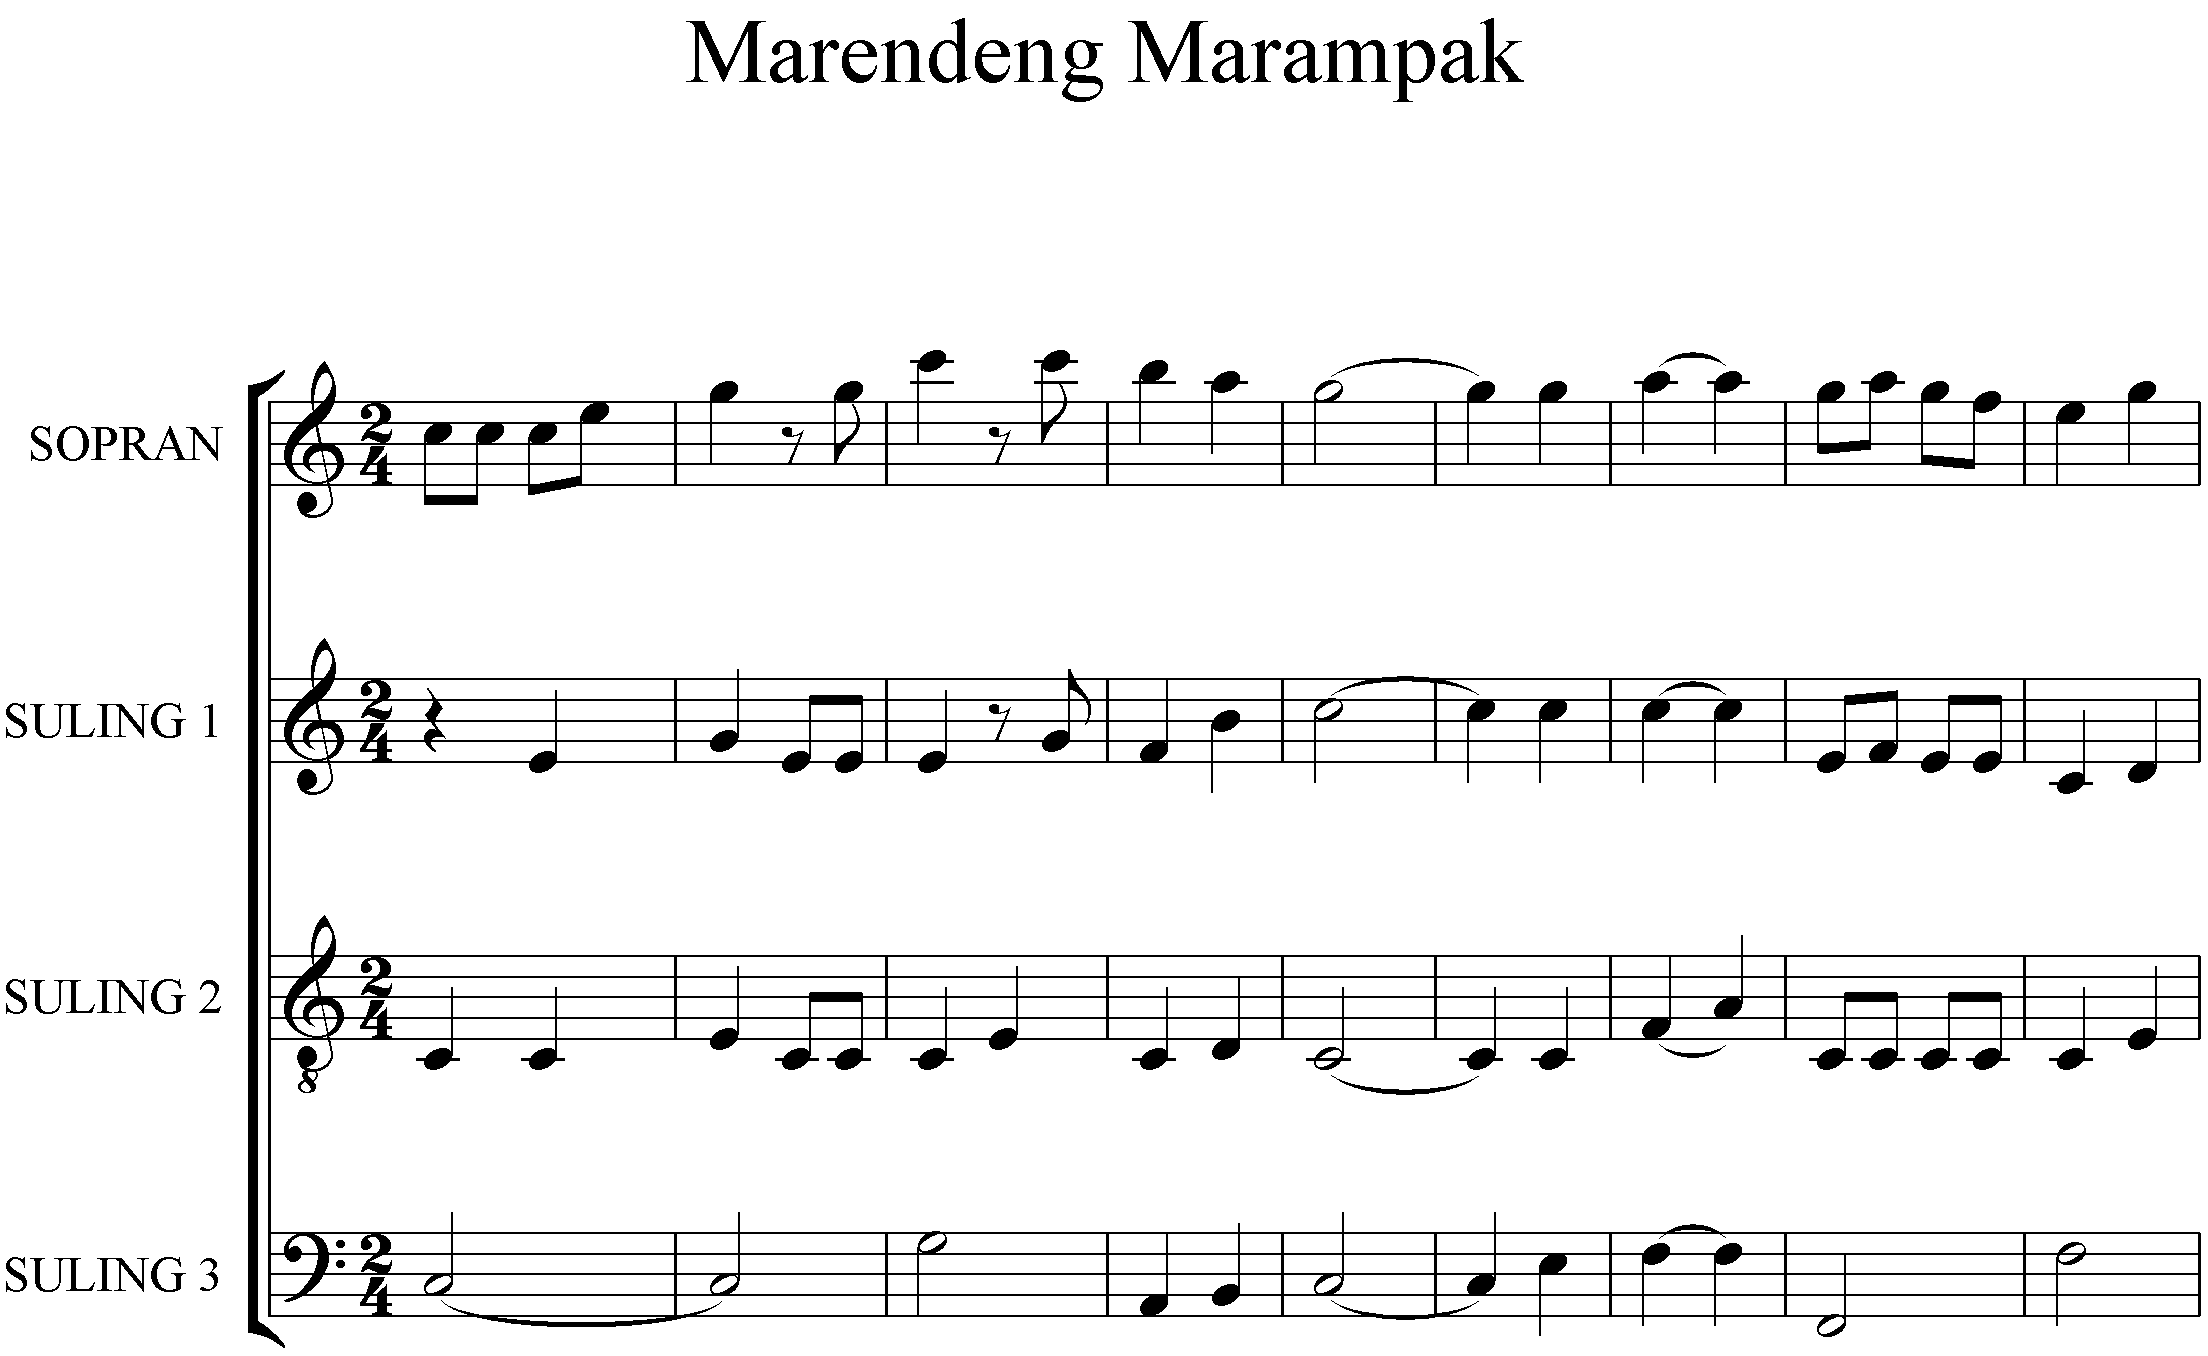 Marendeng Marampak
SOPRAN
SULING 1
SULING 2
SULING 3